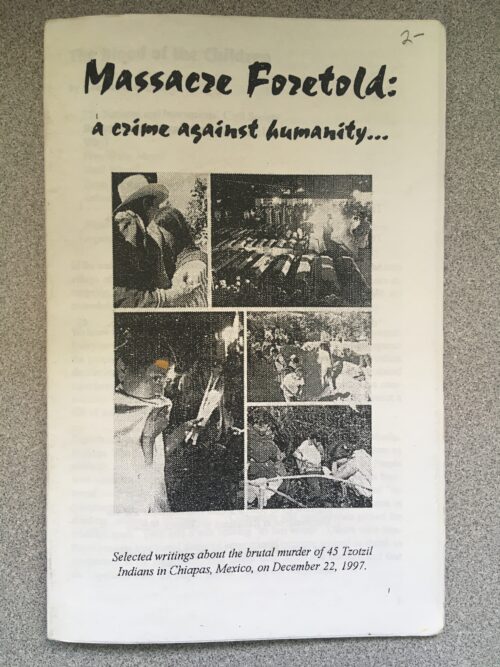 2-
Massacre Foretold:
a crime against humanity...
Selected writings about the brutal murder of 45 Tzotzil
Indians in Chiapas, Mexico, on December 22, 1997.